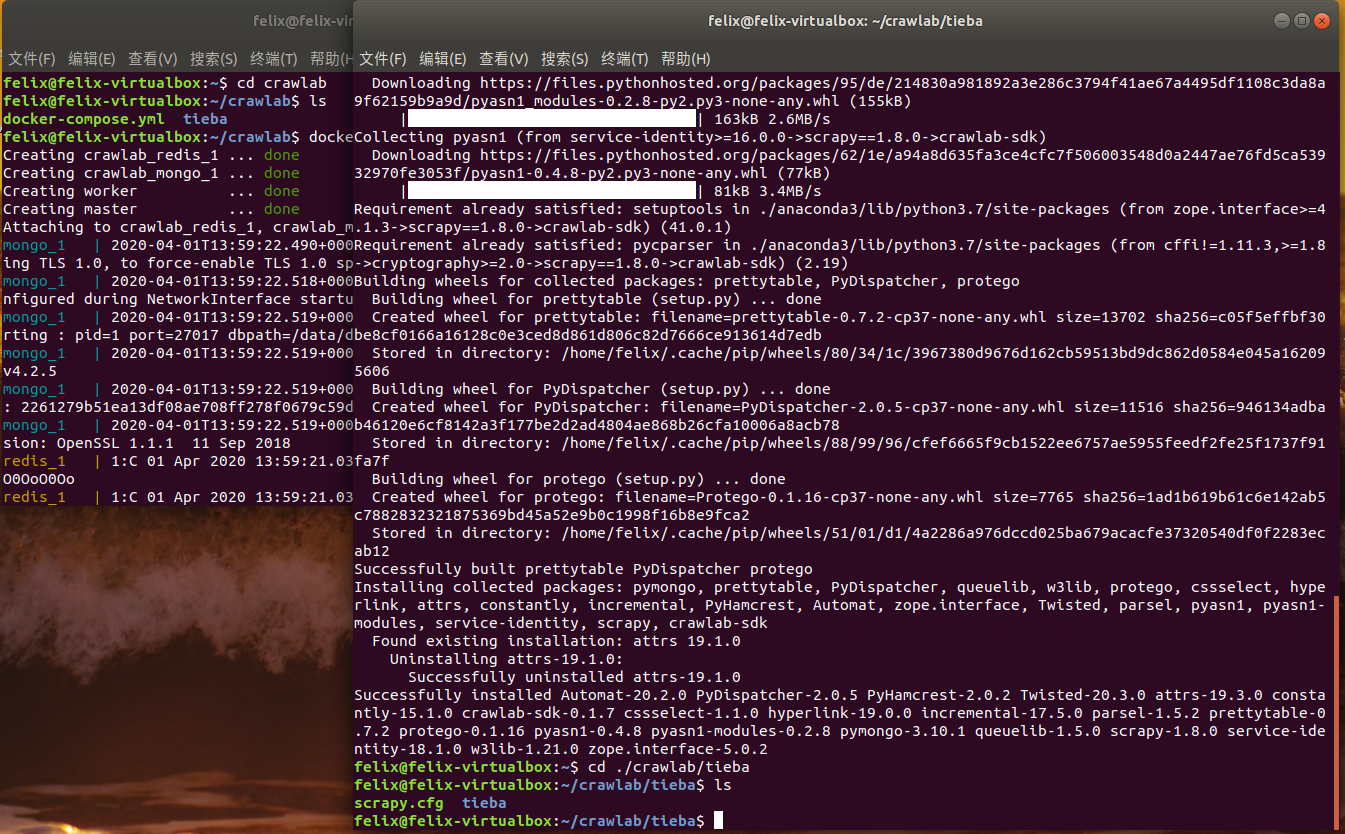 felix@felix-vir
文件(F) 编辑(E) 查看(V) 搜索(S) 终端(T) 帮助(H
felix@felix-virtualbox:~$ cd crawlab
felix@felix-virtualbox:~/crawlab$ ls
docker-compose.yml  tieba
felix@felix-virtualbox:~/crawlab$ docke
Creating crawlab_redis_1 ... done
Creating crawlab_mongo_1 ... done
Creating worker          ... done
Creating master          ... done
Attaching to crawlab_redis_1, crawlab_m
mongo_1   | 2020-04-01T13:59:22.490+000
ing TLS 1.0, to force-enable TLS 1.0 sp
mongo_1   | 2020-04-01T13:59:22.518+000
nfigured during NetworkInterface startu
mongo_1   | 2020-04-01T13:59:22.519+000
rting : pid=1 port=27017 dbpath=/data/d
mongo_1   | 2020-04-01T13:59:22.519+000
v4.2.5
mongo_1   | 2020-04-01T13:59:22.519+000
: 2261279b51ea13df08ae708ff278f0679c59d
mongo_1   | 2020-04-01T13:59:22.519+000
sion: OpenSSL 1.1.1  11 Sep 2018
redis_1   | 1:C 01 Apr 2020 13:59:21.03
O0OoO0Oo
redis_1   | 1:C 01 Apr 2020 13:59:21.03
felix@felix-virtualbox: ~/crawlab/tieba
文件(F) 编辑(E) 查看(V) 搜索(S) 终端(T) 帮助(H)
  Downloading https://files.pythonhosted.org/packages/95/de/214830a981892a3e286c3794f41ae67a4495df1108c3da8a
9f62159b9a9d/pyasn1_modules-0.2.8-py2.py3-none-any.whl (155kB)
     |████████████████████████████████| 163kB 2.6MB/s
Collecting pyasn1 (from service-identity>=16.0.0->scrapy==1.8.0->crawlab-sdk)
  Downloading https://files.pythonhosted.org/packages/62/1e/a94a8d635fa3ce4cfc7f506003548d0a2447ae76fd5ca539
32970fe3053f/pyasn1-0.4.8-py2.py3-none-any.whl (77kB)
     |████████████████████████████████| 81kB 3.4MB/s
Requirement already satisfied: setuptools in ./anaconda3/lib/python3.7/site-packages (from zope.interface>=4
.1.3->scrapy==1.8.0->crawlab-sdk) (41.0.1)
Requirement already satisfied: pycparser in ./anaconda3/lib/python3.7/site-packages (from cffi!=1.11.3,>=1.8
->cryptography>=2.0->scrapy==1.8.0->crawlab-sdk) (2.19)
Building wheels for collected packages: prettytable, PyDispatcher, protego
  Building wheel for prettytable (setup.py) ... done
  Created wheel for prettytable: filename=prettytable-0.7.2-cp37-none-any.whl size=13702 sha256=c05f5effbf30
be8cf0166a16128c0e3ced8d861d806c82d7666ce913614d7edb
  Stored in directory: /home/felix/.cache/pip/wheels/80/34/1c/3967380d9676d162cb59513bd9dc862d0584e045a16209
5606
  Building wheel for PyDispatcher (setup.py) ... done
  Created wheel for PyDispatcher: filename=PyDispatcher-2.0.5-cp37-none-any.whl size=11516 sha256=946134adba
b46120e6cf8142a3f177be2d2ad4804ae868b26cfa10006a8acb78
  Stored in directory: /home/felix/.cache/pip/wheels/88/99/96/cfef6665f9cb1522ee6757ae5955feedf2fe25f1737f91
fa7f
  Building wheel for protego (setup.py) ... done
  Created wheel for protego: filename=Protego-0.1.16-cp37-none-any.whl size=7765 sha256=1ad1b619b61c6e142ab5
c7882832321875369bd45a52e9b0c1998f16b8e9fca2
  Stored in directory: /home/felix/.cache/pip/wheels/51/01/d1/4a2286a976dccd025ba679acacfe37320540df0f2283ec
ab12
Successfully built prettytable PyDispatcher protego
Installing collected packages: pymongo, prettytable, PyDispatcher, queuelib, w3lib, protego, cssselect, hype
rlink, attrs, constantly, incremental, PyHamcrest, Automat, zope.interface, Twisted, parsel, pyasn1, pyasn1-
modules, service-identity, scrapy, crawlab-sdk
  Found existing installation: attrs 19.1.0
    Uninstalling attrs-19.1.0:
      Successfully uninstalled attrs-19.1.0
Successfully installed Automat-20.2.0 PyDispatcher-2.0.5 PyHamcrest-2.0.2 Twisted-20.3.0 attrs-19.3.0 consta
ntly-15.1.0 crawlab-sdk-0.1.7 cssselect-1.1.0 hyperlink-19.0.0 incremental-17.5.0 parsel-1.5.2 prettytable-0
.7.2 protego-0.1.16 pyasn1-0.4.8 pyasn1-modules-0.2.8 pymongo-3.10.1 queuelib-1.5.0 scrapy-1.8.0 service-ide
ntity-18.1.0 w3lib-1.21.0 zope.interface-5.0.2
felix@felix-virtualbox:~$ cd ./crawlab/tieba
felix@felix-virtualbox:~/crawlab/tieba$ ls
scrapy.cfg  tieba
felix@felix-virtualbox:~/crawlab/tieba$